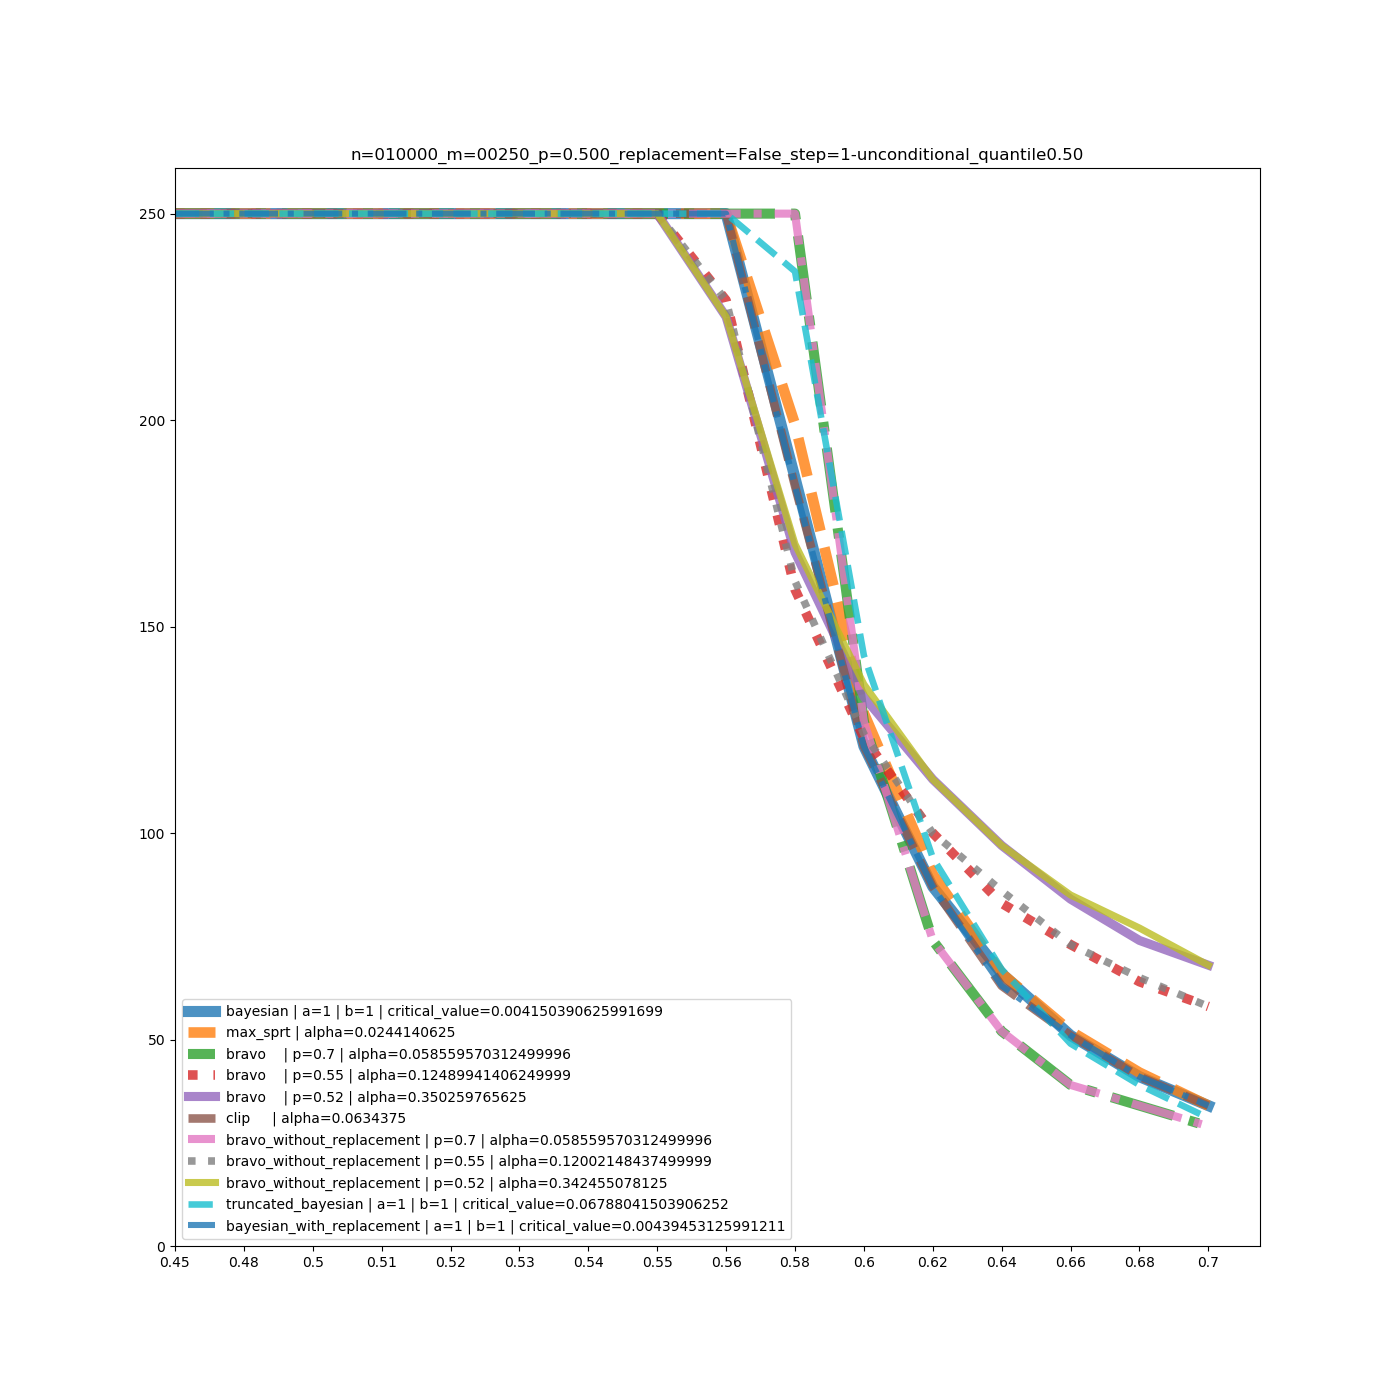 n=010000_m=00250_p=0.500_replacement=False_step=1-unconditional_quantile0.50
250
200
150
100
50
0
bayesian | a=1 | b=1 | critical_value=0.004150390625991699
max_sprt | alpha=0.0244140625
bravo | p=0.7 | alpha=0.058559570312499996
bravo | p=0.55 | alpha=0.12489941406249999
bravo | p=0.52 | alpha=0.350259765625
clip | alpha=0.0634375
bravo_without_replacement | p=0.7 | alpha=0.058559570312499996
bravo_without_replacement | p=0.55 | alpha=0.12002148437499999
bravo_without_replacement | p=0.52 | alpha=0.342455078125
truncated_bayesian | a=1 | b=1 | critical_value=0.06788041503906252
bayesian_with_replacement | a=1 | b=1 | critical_value=0.00439453125991211
0.45 0.48 0.5 0.51 0.52 0.53 0.54 0.55 0.56 0.58 0.6 0.62 0.64 0.66 0.68 0.7